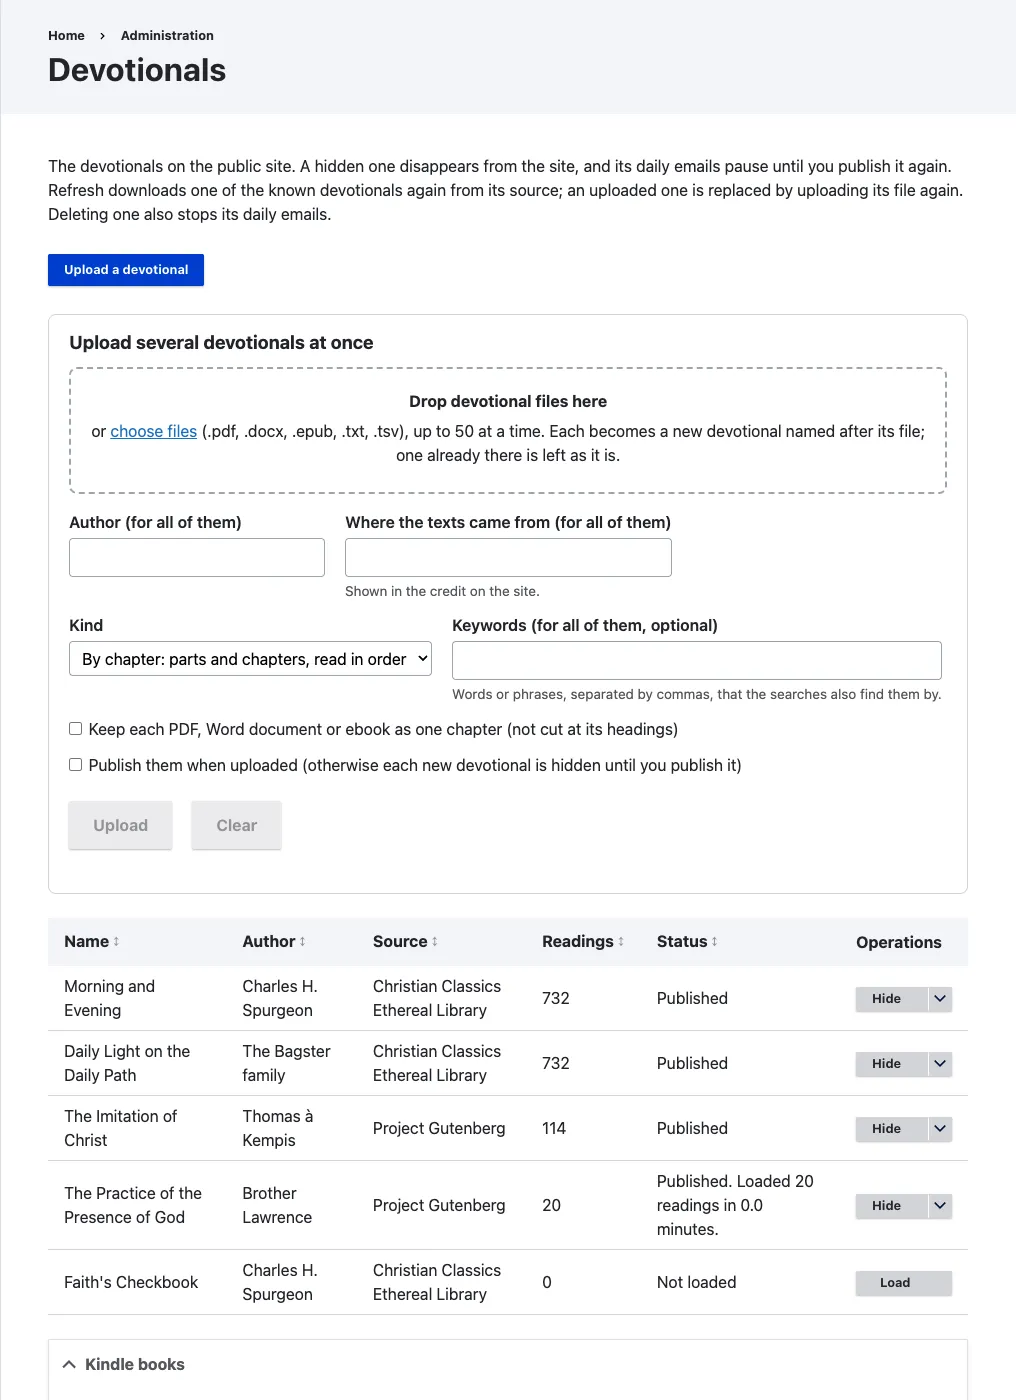 Home › Administration
Devotionals
The devotionals on the public site. A hidden one disappears from the site, and its daily emails pause until you publish it again.
Refresh downloads one of the known devotionals again from its source; an uploaded one is replaced by uploading its file again.
Deleting one also stops its daily emails.
Upload a devotional
Upload several devotionals at once
Drop devotional files here
or choose files (.pdf, .docx, .epub, .txt, .tsv), up to 50 at a time. Each becomes a new devotional named after its file;
one already there is left as it is.
Author (for all of them) Where the texts came from (for all of them)
Shown in the credit on the site.
Kind Keywords (for all of them, optional)
By chapter: parts and chapters, read in order
Words or phrases, separated by commas, that the searches also find them by.
Keep each PDF, Word document or ebook as one chapter (not cut at its headings)
Publish them when uploaded (otherwise each new devotional is hidden until you publish it)
Upload Clear
Name ↕ Author ↕ Source ↕ Readings ↕ Status ↕ Operations
Morning and Charles H. Christian Classics
Evening Spurgeon Ethereal Library 732 Published Hide
Daily Light on the The Bagster Christian Classics
Daily Path family Ethereal Library 732 Published Hide
The Imitation of Thomas à
Christ Kempis Project Gutenberg 114 Published Hide
The Practice of the Brother Published. Loaded 20
Presence of God Lawrence Project Gutenberg 20 readings in 0.0 Hide
minutes.
Faith's Checkbook Charles H. Christian Classics 0 Not loaded Load
Spurgeon Ethereal Library
Kindle books